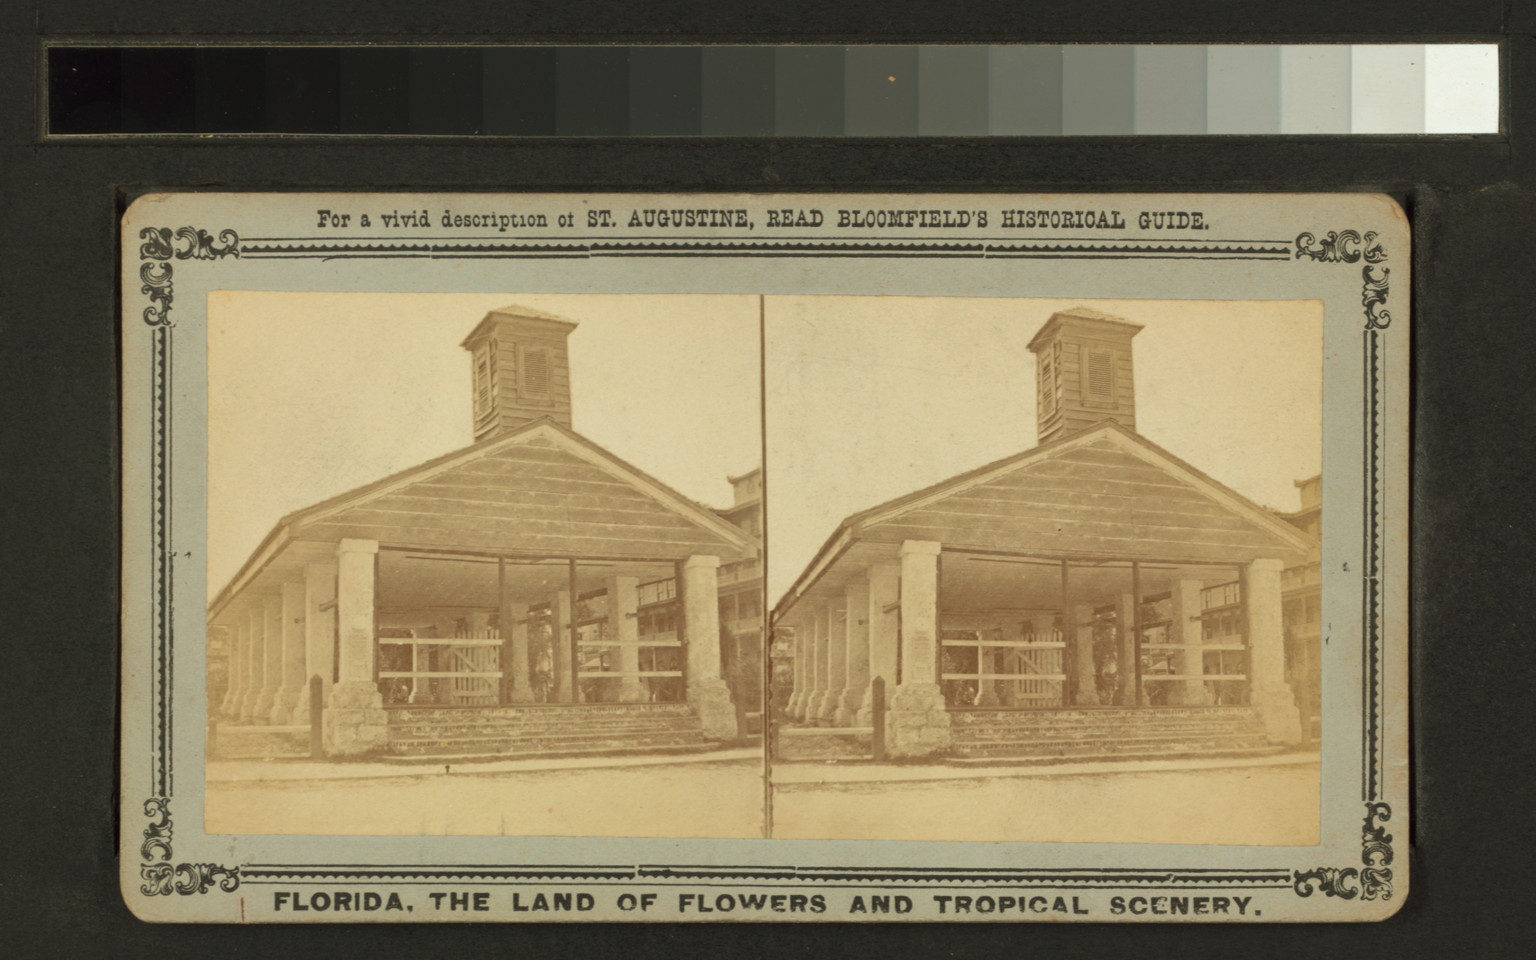 For a vivid description of ST. AUGUSTINE, READ BLOOMFIELD'S HISTORICAL GUIDE.
FLORIDA, THE LAND OF FLOWERS AND TROPICAL SCENERY.